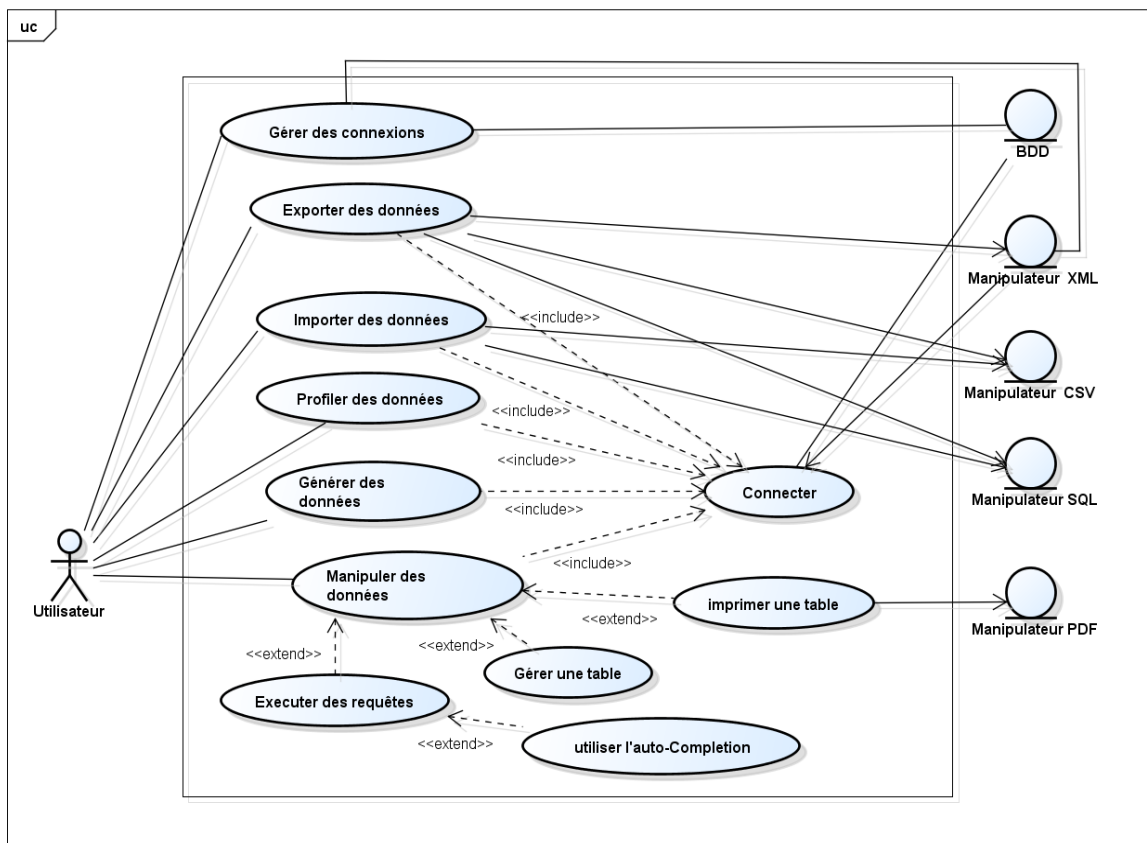 uc
Gérer des connexions
BDD
Exporter des données
Manipulateur XML
Importer des données
<<include>>
Manipulateur CSV
Profiler des données
<<include>>
<<include>>
Générer des
données
Connecter
Manipulateur SQL
<<include>>
Utilisateur
Manipuler des
données
<<include>>
imprimer une table
<<extend>>
Manipulateur PDF
<<extend>>
<<extend>>
Gérer une table
Executer des requêtes
<<extend>>
utiliser l'auto-Completion